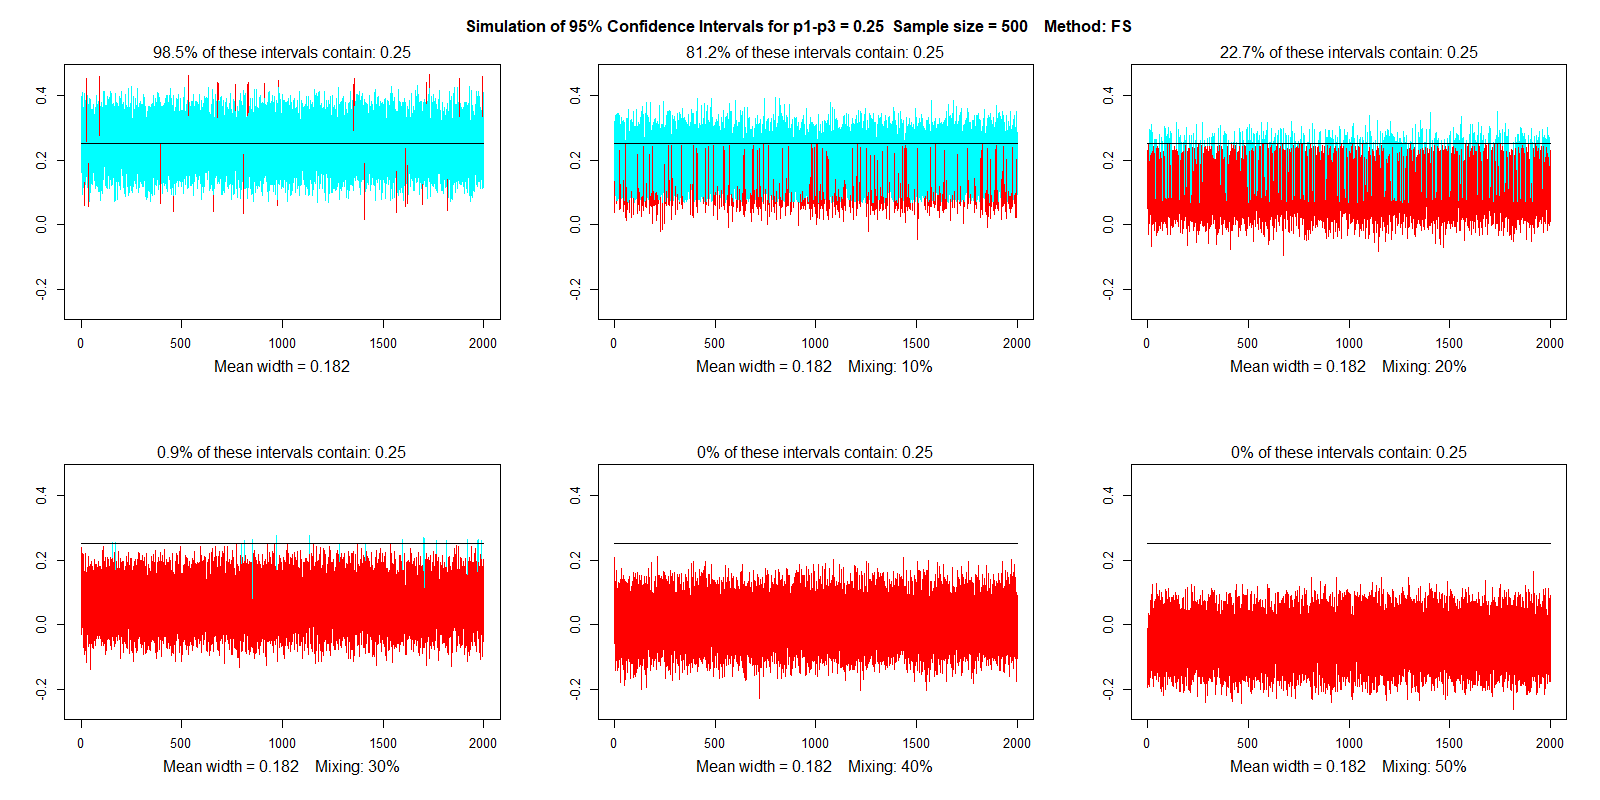 Simulation of 95% Confidence Intervals for p1-p3 = 0.25  Sample size = 500    Method: FS
98.5% of these intervals contain: 0.25
0.4
0.2
0.0
-0.2
0 500 1000 1500 2000
Mean width = 0.182
81.2% of these intervals contain: 0.25
0.4
0.2
0.0
-0.2
0 500 1000 1500 2000
Mean width = 0.182    Mixing: 10%
22.7% of these intervals contain: 0.25
0.4
0.2
0.0
-0.2
0 500 1000 1500 2000
Mean width = 0.182    Mixing: 20%
0.9% of these intervals contain: 0.25
0.4
0.2
0.0
-0.2
0 500 1000 1500 2000
Mean width = 0.182    Mixing: 30%
0% of these intervals contain: 0.25
0.4
0.2
0.0
-0.2
0 500 1000 1500 2000
Mean width = 0.182    Mixing: 40%
0% of these intervals contain: 0.25
0.4
0.2
0.0
-0.2
0 500 1000 1500 2000
Mean width = 0.182    Mixing: 50%